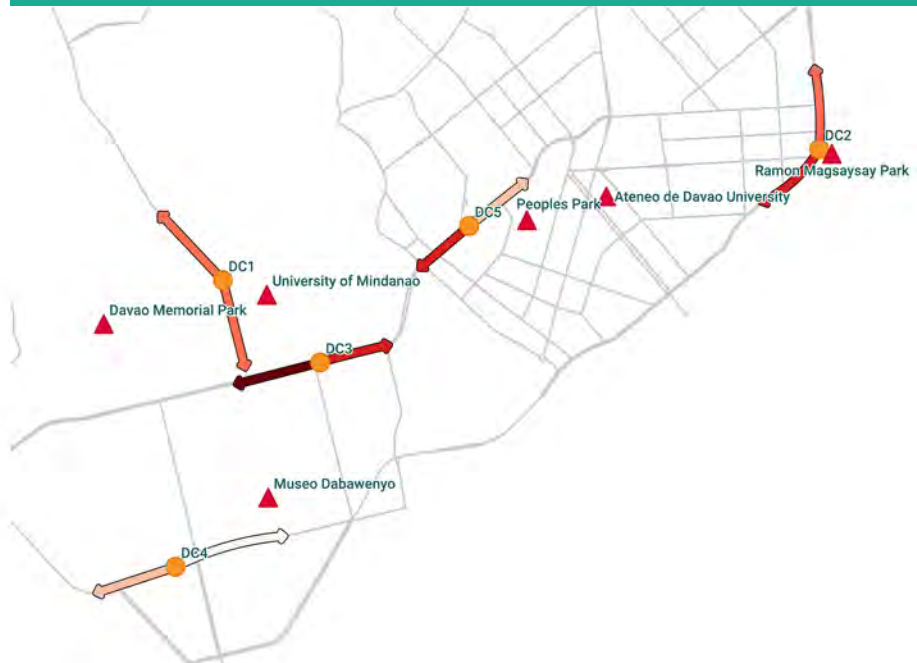 DC2
Ramon Magsaysay Park
Ateneo de Davao University
Peoples Park
DC5
DC1
University of Mindanao
Davao Memorial Park
DC3
Museo Dabawenyo
DC4